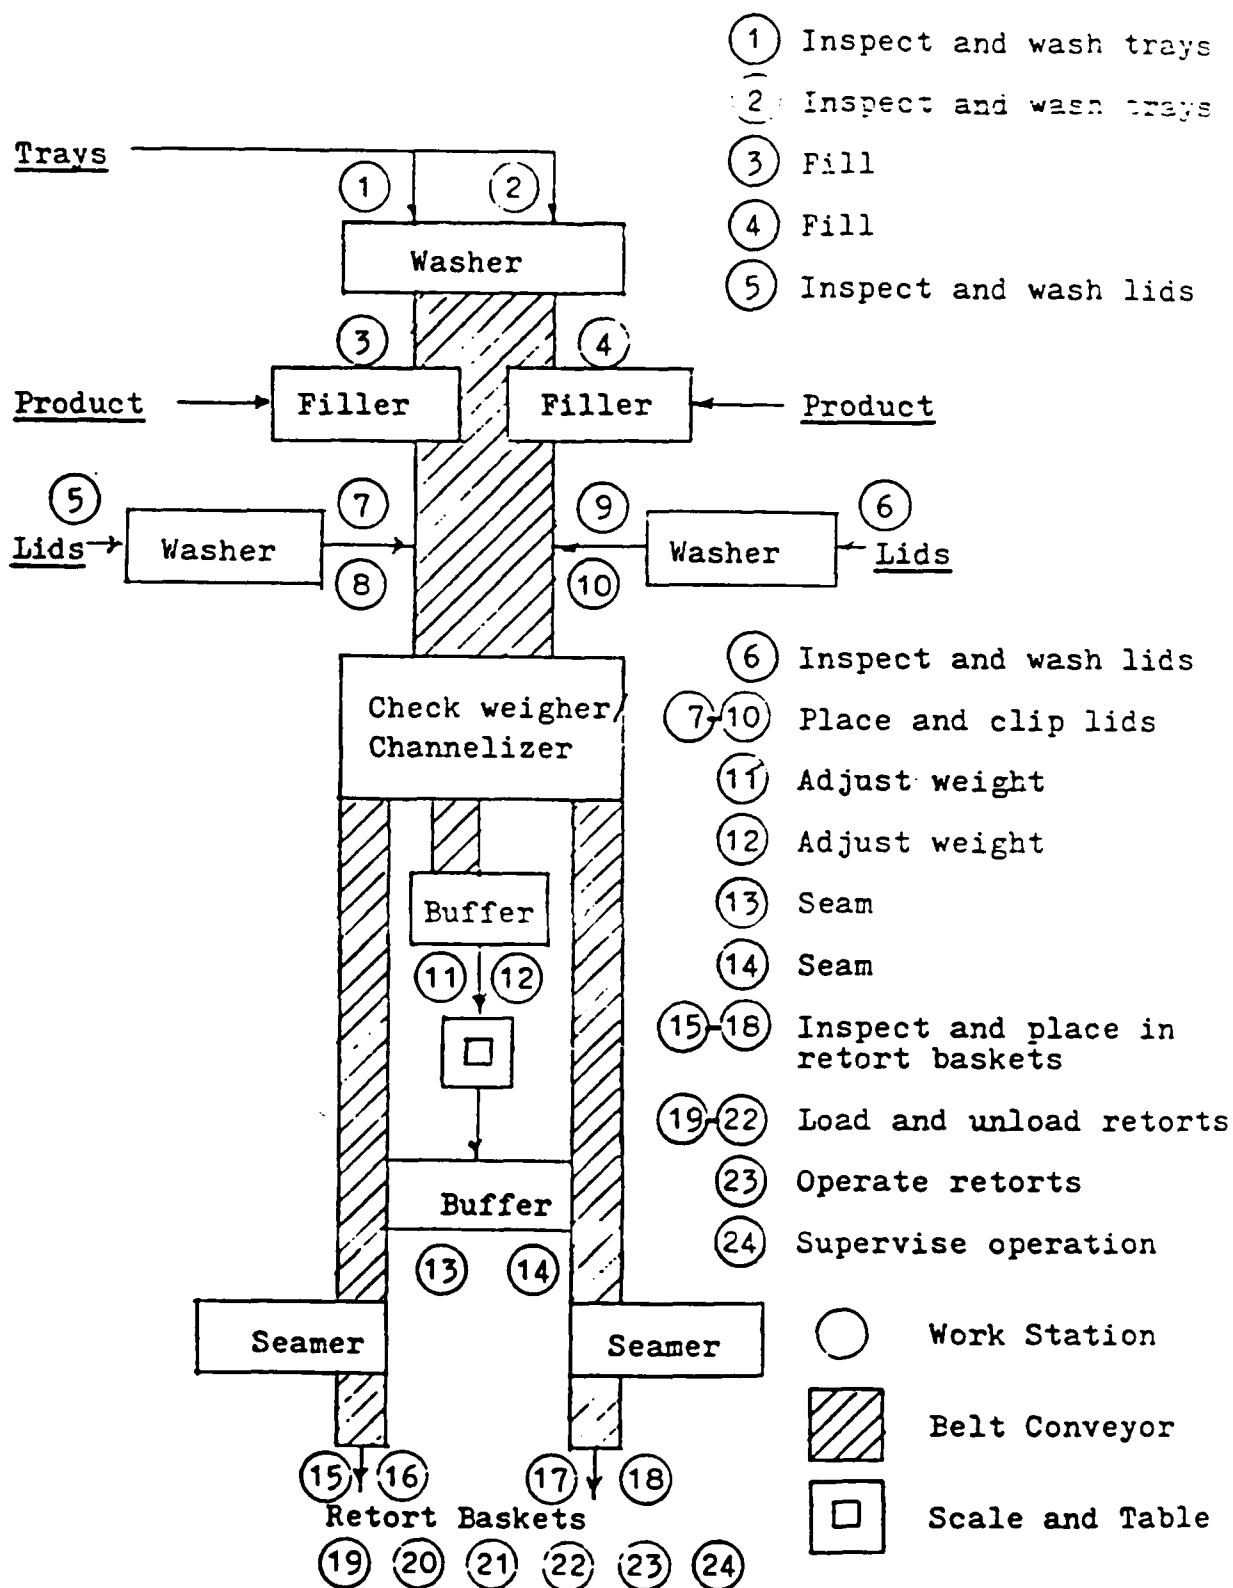 1 Inspect and wash trays
2 Inspect and wash trays
Trays
3 Fill
1 2
4 Fill
Washer
5 Inspect and wash lids
3 4
Product Filler Filler Product
5 7 9 6
Lids Washer Washer Lids
8 10
6 Inspect and wash lids
Check weigher/
Channelizer
7-10 Place and clip lids
11 Adjust weight
12 Adjust weight
Buffer
13 Seam
11 12
14 Seam
15-18 Inspect and place in
retort baskets
19-22 Load and unload retorts
23 Operate retorts
Buffer
24 Supervise operation
13 14
Seamer Seamer
Work Station
Belt Conveyor
15 16 17 18
Retort Baskets
Scale and Table
19 20 21 22 23 24